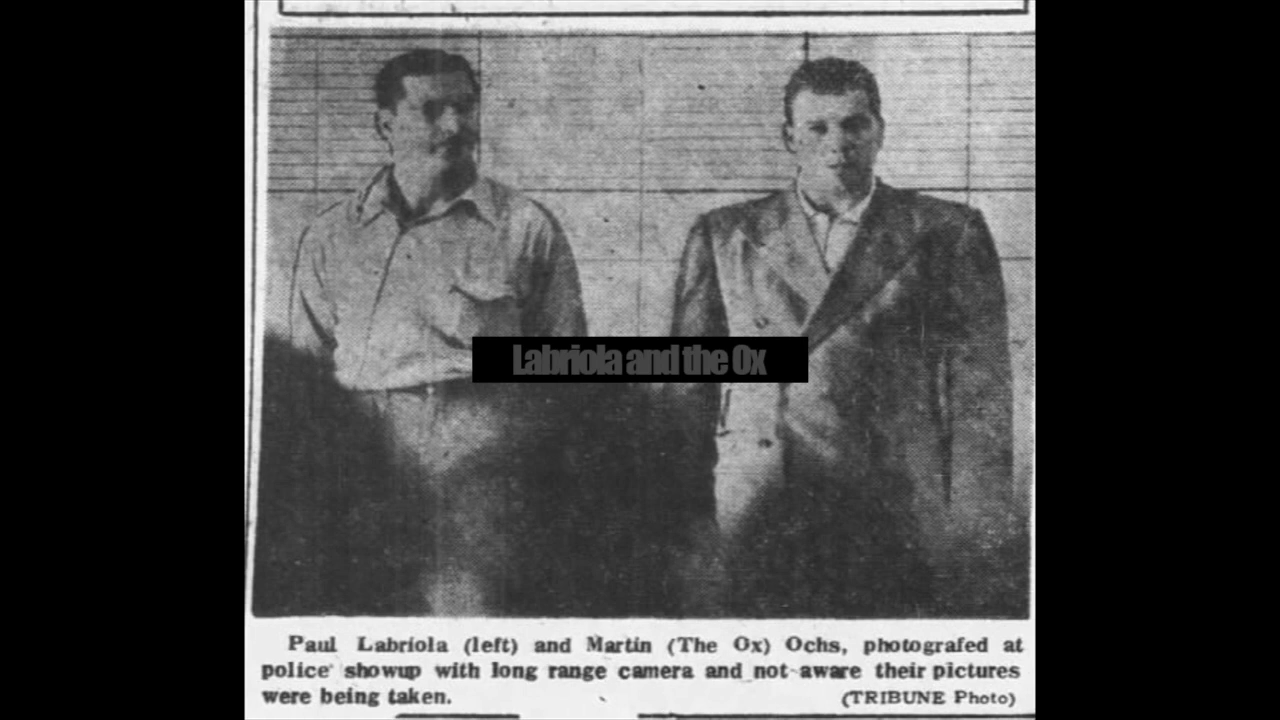 Labriola and the Ox
Paul Labriola (left) and Martin (The Ox) Ochs, photografed at
police showup with long range camera and not aware their pictures
were being taken. (TRIBUNE Photo)